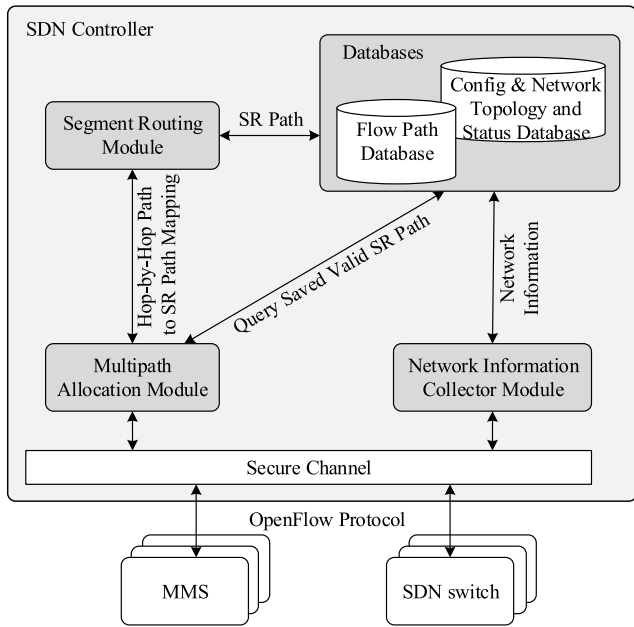 SDN Controller
Databases
Config & Network
Topology and
Status Database
Flow Path
Database
Segment Routing
Module
SR Path
Hop-by-Hop Path
to SR Path Mapping
Query Saved Valid SR Path
Network
Information
Multipath
Allocation Module
Network Information
Collector Module
Secure Channel
OpenFlow Protocol
MMS
SDN switch